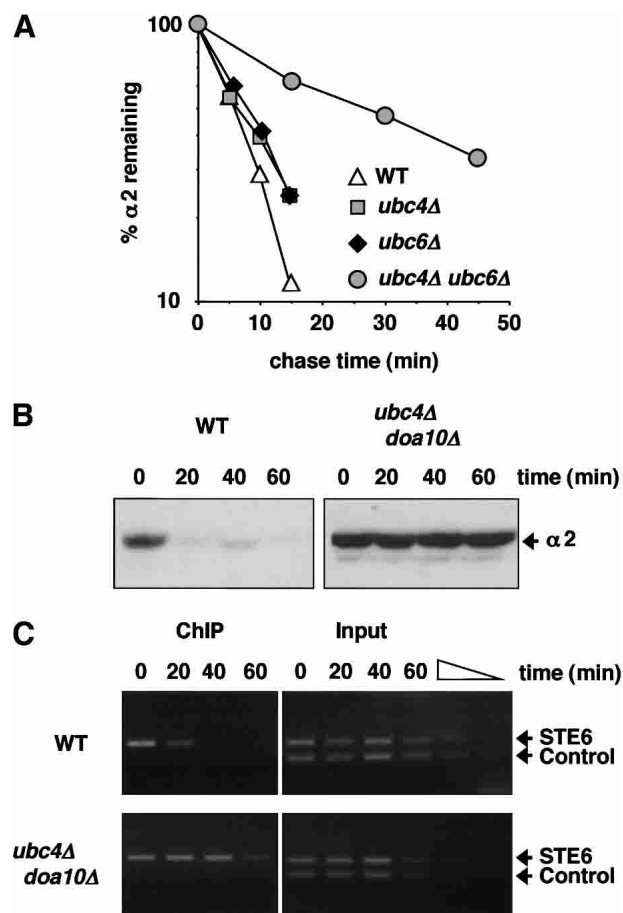 A
100
10
% α2 remaining
WT
ubc4Δ
ubc6Δ
ubc4Δ ubc6Δ
0 10 20 30 40 50
chase time (min)
B
WT
ubc4Δ
doa10Δ
0 20 40 60 0 20 40 60 time (min)
α2
C
ChIP Input
0 20 40 60 0 20 40 60 time (min)
WT
STE6
Control
ubc4Δ
doa10Δ
STE6
Control